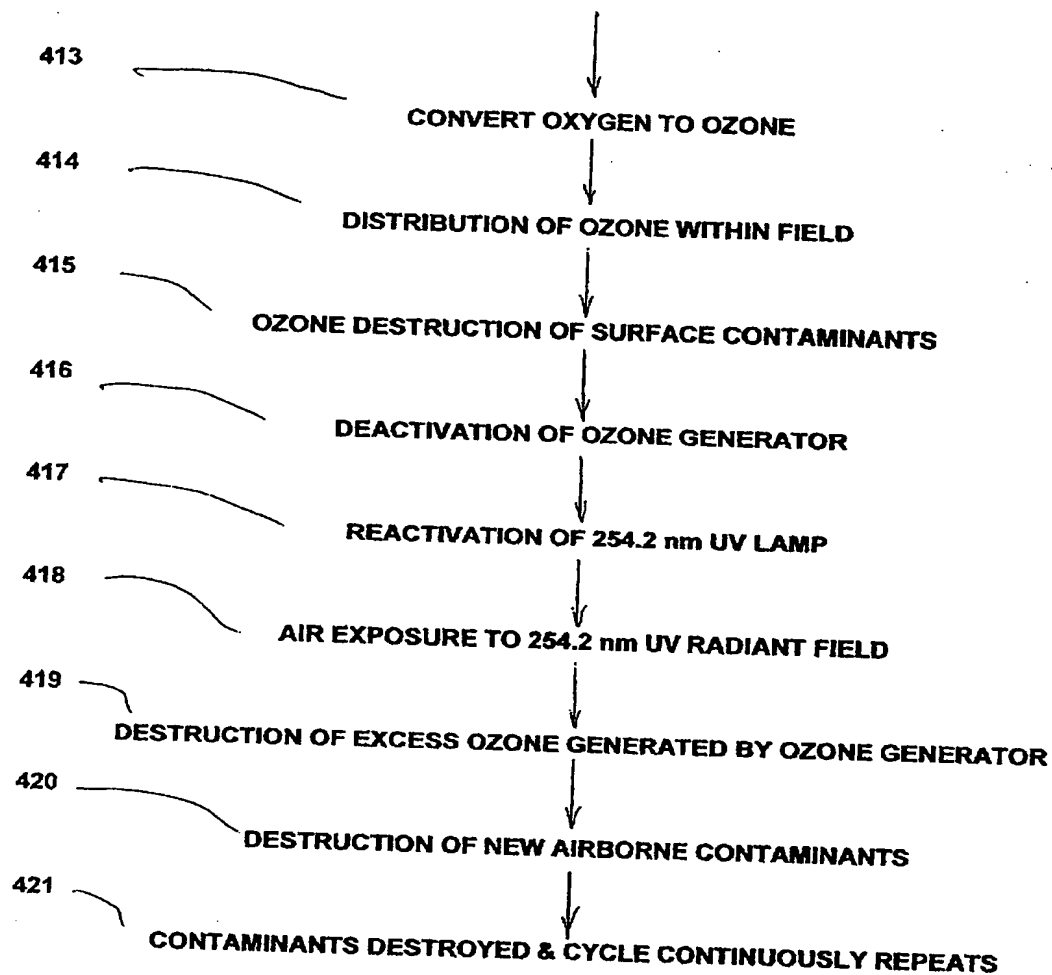 413
CONVERT OXYGEN TO OZONE
414
DISTRIBUTION OF OZONE WITHIN FIELD
415
OZONE DESTRUCTION OF SURFACE CONTAMINANTS
416
DEACTIVATION OF OZONE GENERATOR
417
REACTIVATION OF 254.2 nm UV LAMP
418
AIR EXPOSURE TO 254.2 nm UV RADIANT FIELD
419
DESTRUCTION OF EXCESS OZONE GENERATED BY OZONE GENERATOR
420
DESTRUCTION OF NEW AIRBORNE CONTAMINANTS
421
CONTAMINANTS DESTROYED & CYCLE CONTINUOUSLY REPEATS